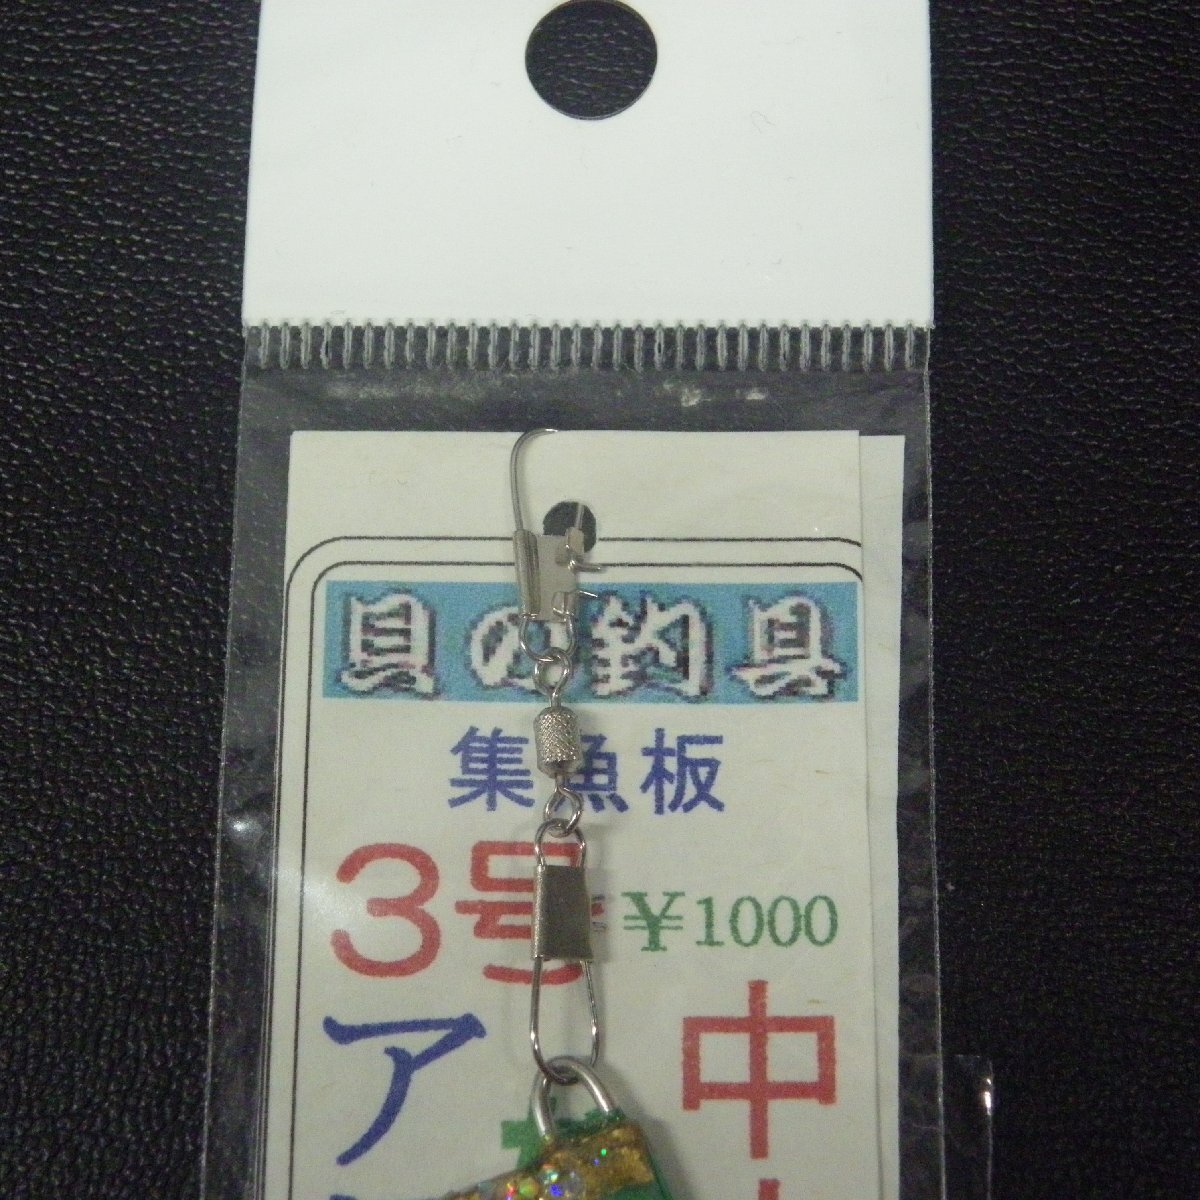 貝の釣具
集魚板
3号 ¥1000
ア
中